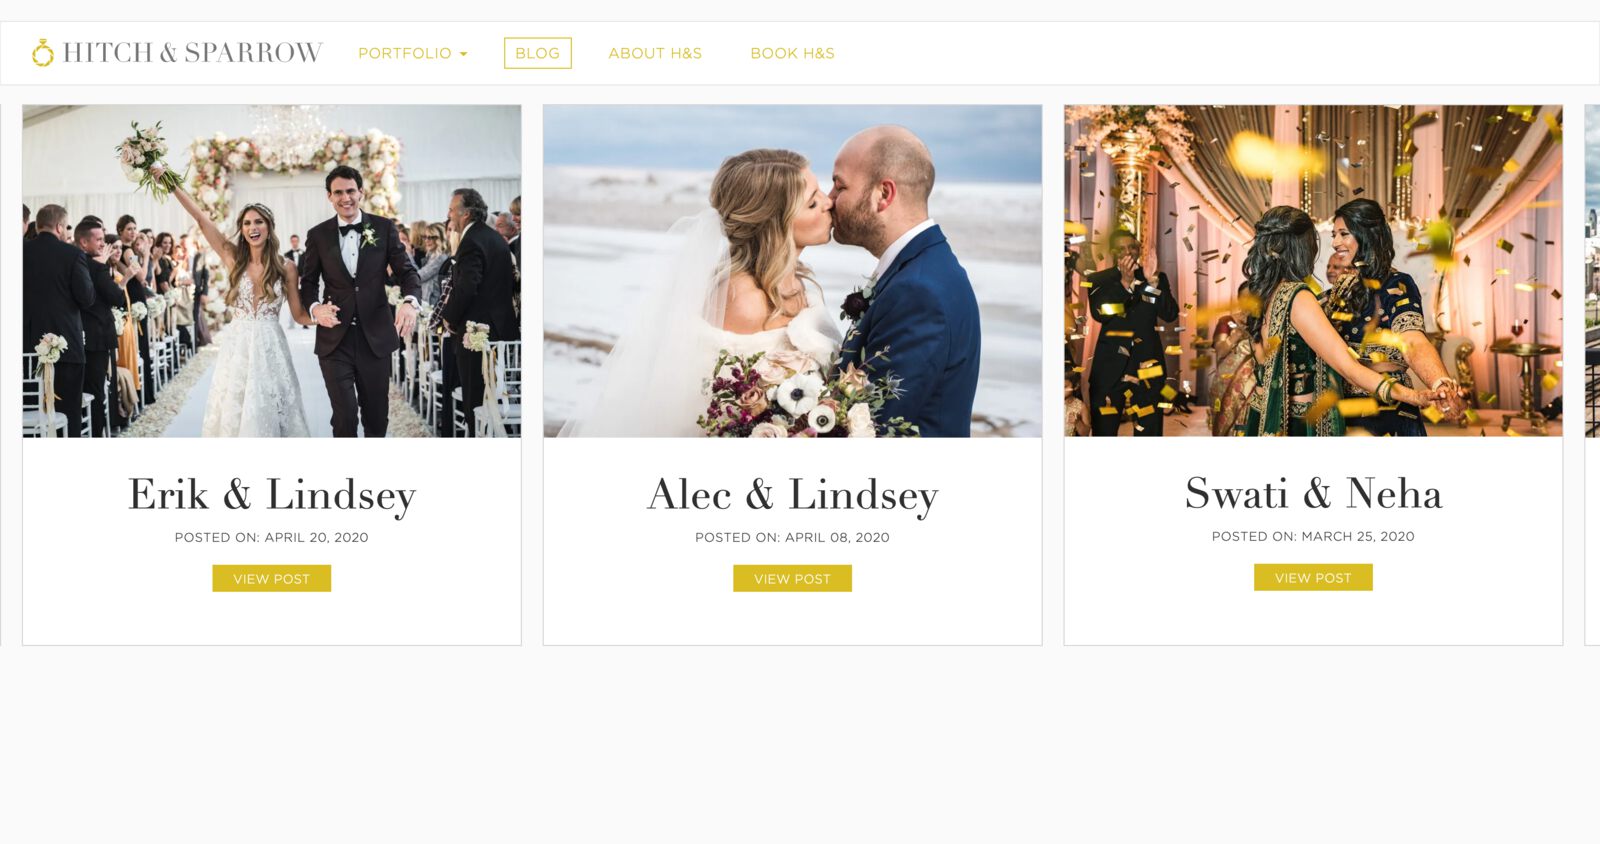 HITCH & SPARROW
PORTFOLIO
BLOG
ABOUT H&S
BOOK H&S
Erik & Lindsey
POSTED ON: APRIL 20, 2020
VIEW POST
Alec & Lindsey
POSTED ON: APRIL 08, 2020
VIEW POST
Swati & Neha
POSTED ON: MARCH 25, 2020
VIEW POST